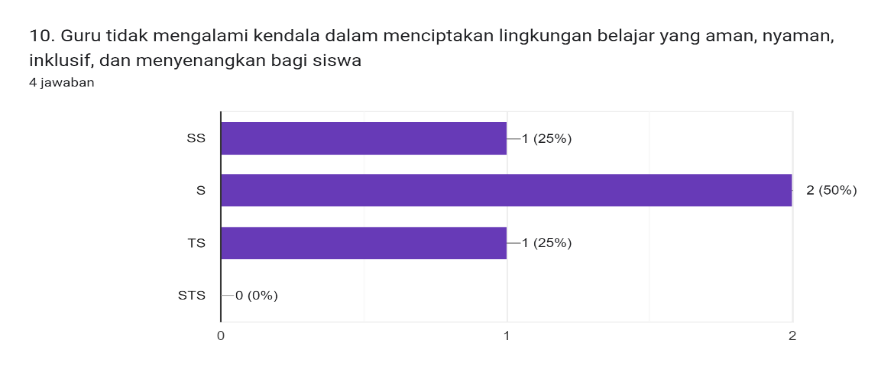 10. Guru tidak mengalami kendala dalam menciptakan lingkungan belajar yang aman, nyaman,
inklusif, dan menyenangkan bagi siswa
4 jawaban
SS
1 (25%)
S
2 (50%)
TS
1 (25%)
STS
0 (0%)
0
1
2